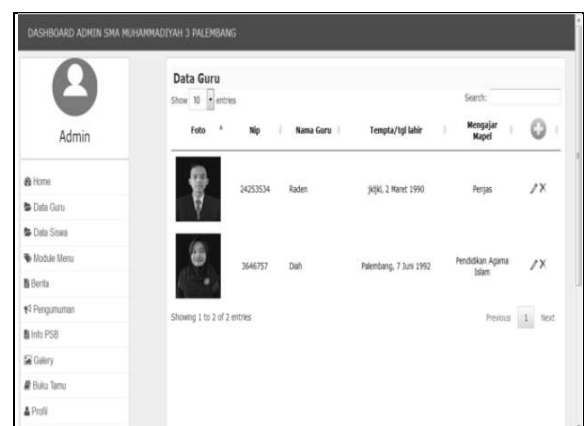 DASHBOARD ADMIN SMA MUHAMMADIYAH 3 PALEMBANG
Admin
Home
Data Guru
Data Siswa
Module Menu
Berita
Pengumuman
Info PSB
Galery
Buku Tamu
Profil
Data Guru
Show 10 entries
Search:
Foto Nip Nama Guru Tempta/tgl lahir Mengajar Mapel
24253534 Raden jkljkl, 2 Maret 1990 Penjas
3646757 Diah Palembang, 7 Juni 1992 Pendidikan Agama Islam
Showing 1 to 2 of 2 entries
Previous 1 Next